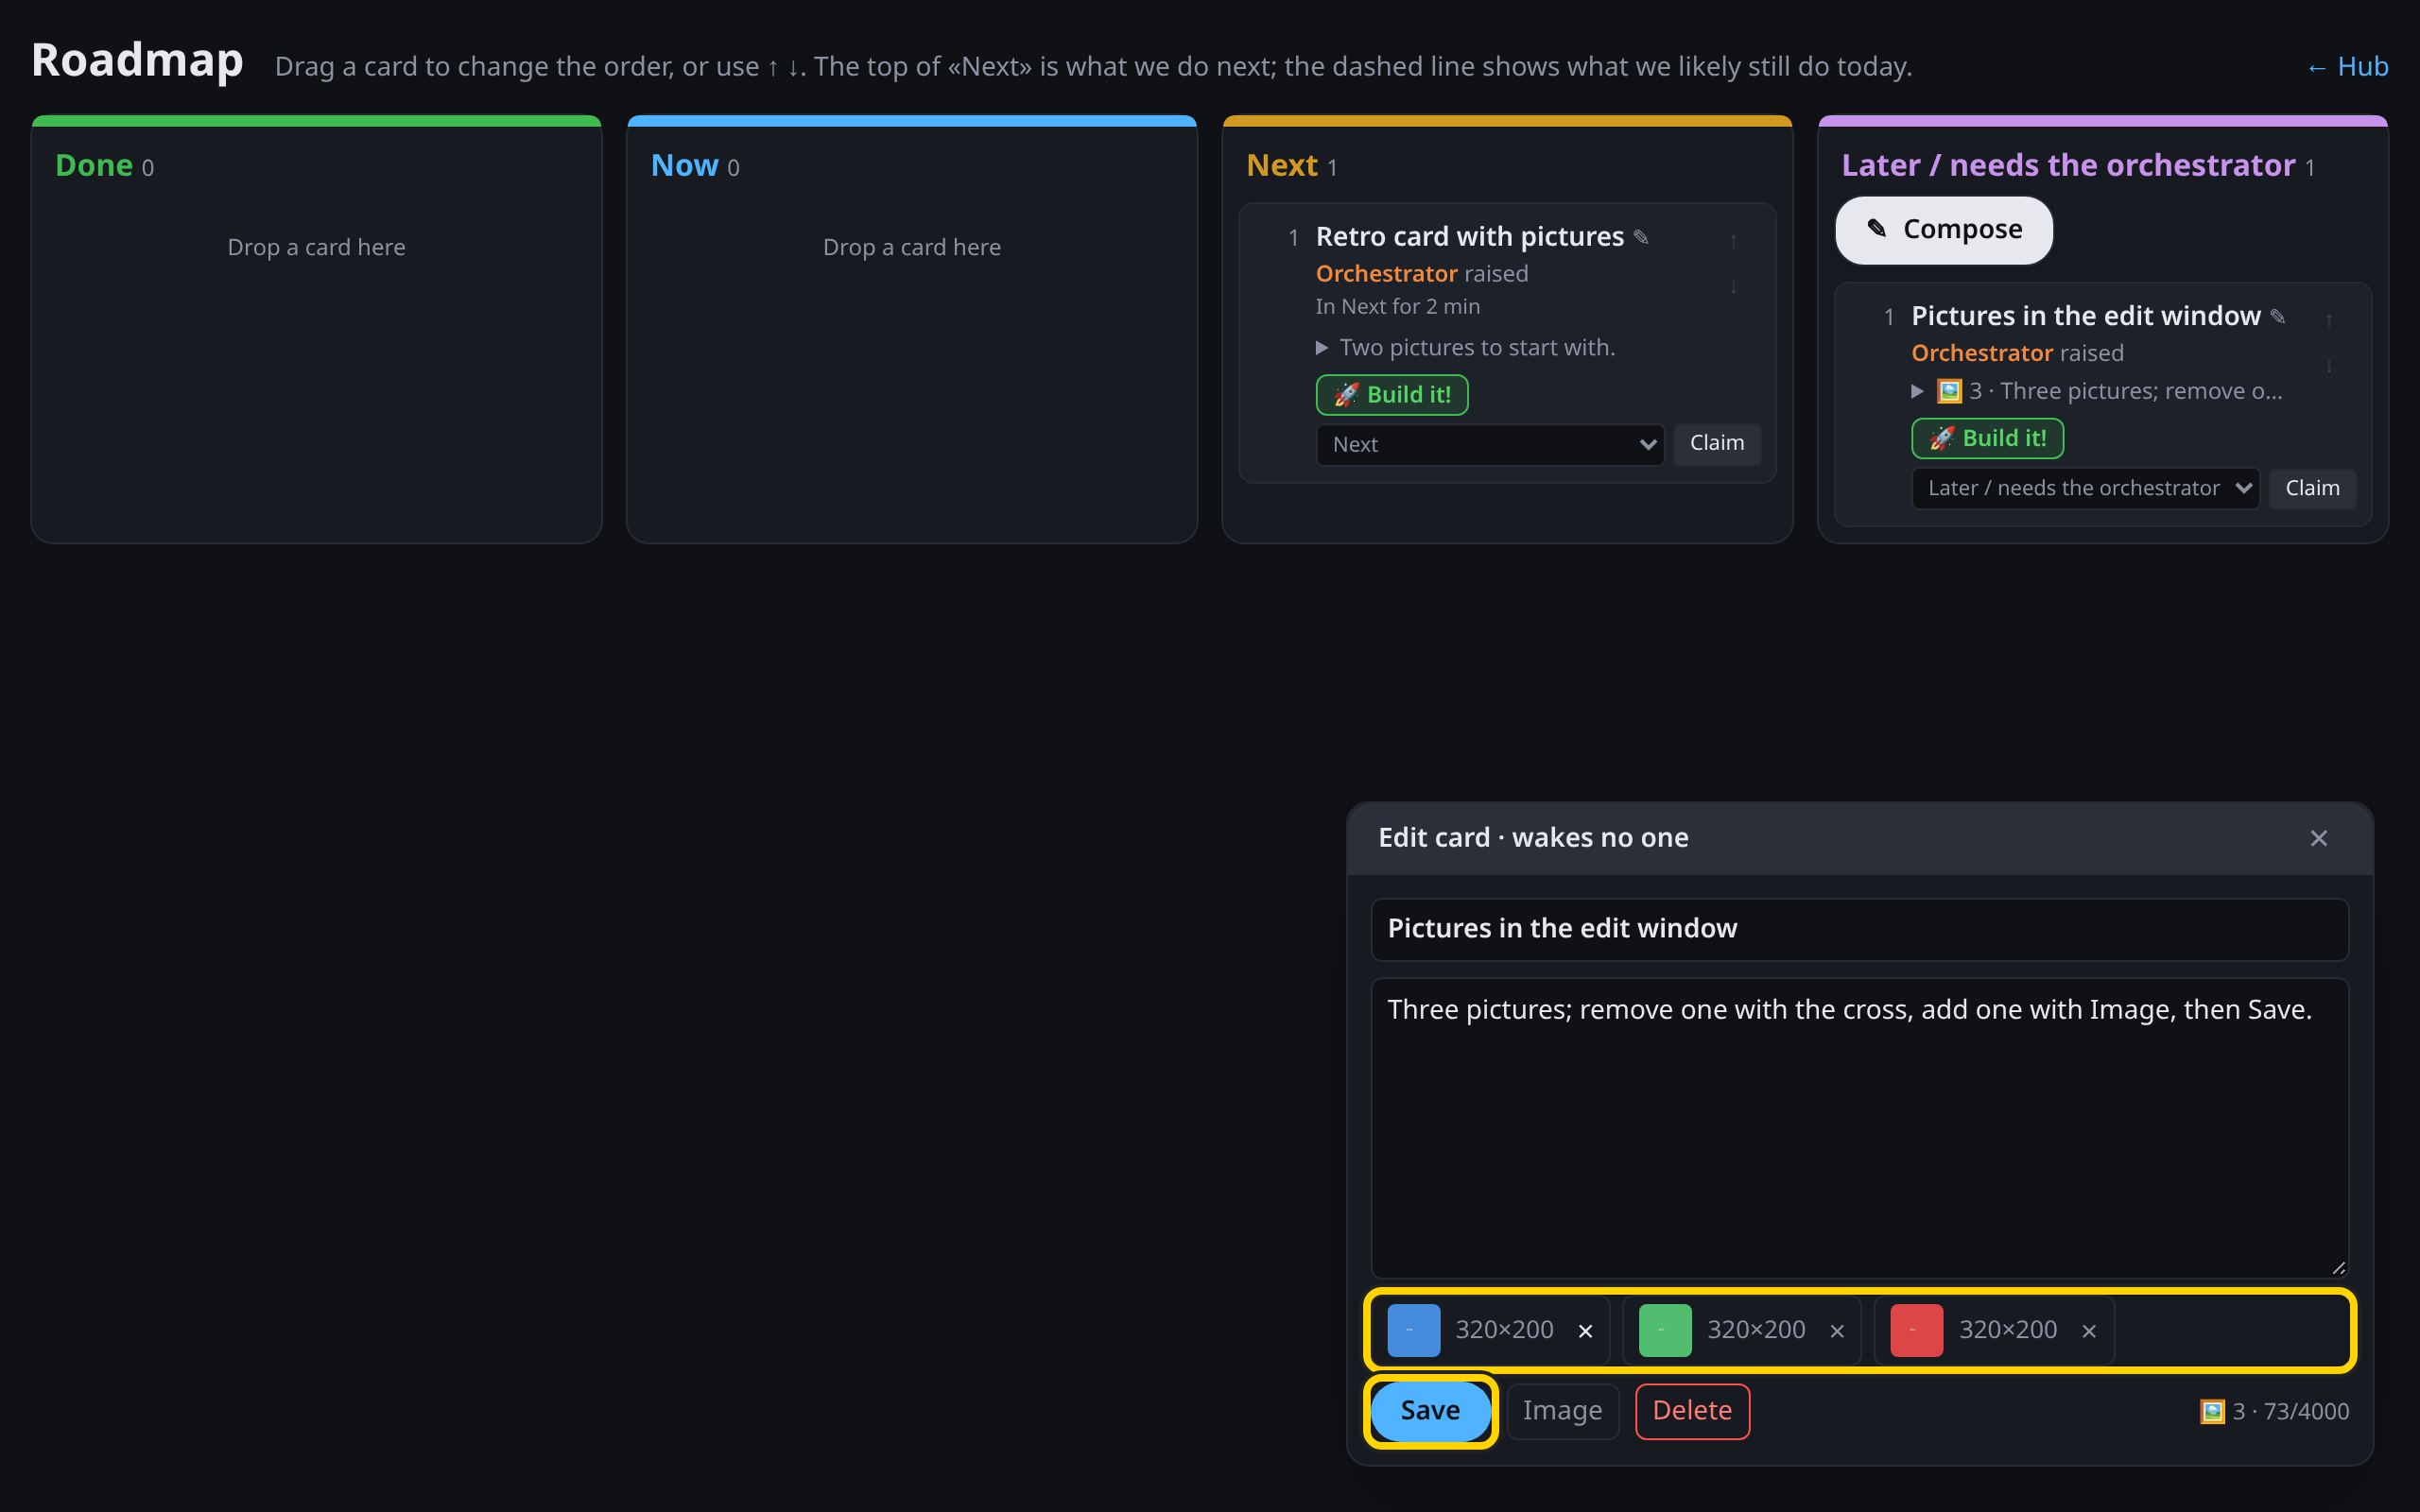 Roadmap Drag a card to change the order, or use ↑ ↓. The top of «Next» is what we do next; the dashed line shows what we likely still do today. ← Hub
Done 0
Drop a card here
Now 0
Drop a card here
Next 1
1 Retro card with pictures ✎ ↑
Orchestrator raised ↓
In Next for 2 min
▶ Two pictures to start with.
🚀 Build it!
Next Claim
Later / needs the orchestrator 1
✎ Compose
1 Pictures in the edit window ✎ ↑
Orchestrator raised ↓
▶ 🖼️ 3 · Three pictures; remove o...
🚀 Build it!
Later / needs the orchestrator Claim
Edit card · wakes no one ✕
Pictures in the edit window
Three pictures; remove one with the cross, add one with Image, then Save.
320×200 ✕ 320×200 ✕ 320×200 ✕
Save Image Delete 🖼️ 3 · 73/4000